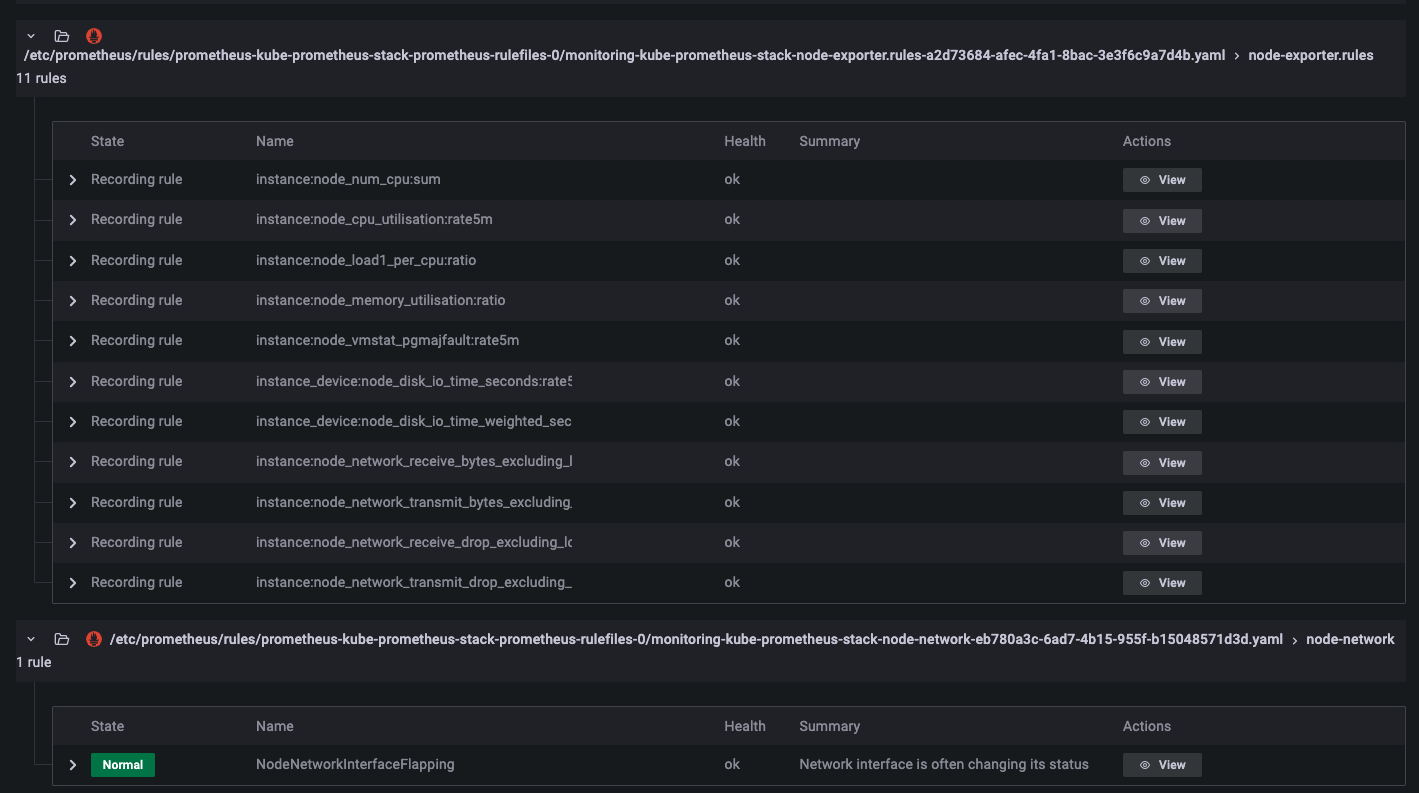 /etc/prometheus/rules/prometheus-kube-prometheus-stack-prometheus-rulefiles-0/monitoring-kube-prometheus-stack-node-exporter.rules-a2d73684-afec-4fa1-8bac-3e3f6c9a7d4b.yaml > node-exporter.rules
11 rules
State Name Health Summary Actions
Recording rule instance:node_num_cpu:sum ok View
Recording rule instance:node_cpu_utilisation:rate5m ok View
Recording rule instance:node_load1_per_cpu:ratio ok View
Recording rule instance:node_memory_utilisation:ratio ok View
Recording rule instance:node_vmstat_pgmajfault:rate5m ok View
Recording rule instance_device:node_disk_io_time_seconds:rate5 ok View
Recording rule instance_device:node_disk_io_time_weighted_sec ok View
Recording rule instance:node_network_receive_bytes_excluding_l ok View
Recording rule instance:node_network_transmit_bytes_excluding_ ok View
Recording rule instance:node_network_receive_drop_excluding_lo ok View
Recording rule instance:node_network_transmit_drop_excluding_ ok View
/etc/prometheus/rules/prometheus-kube-prometheus-stack-prometheus-rulefiles-0/monitoring-kube-prometheus-stack-node-network-eb780a3c-6ad7-4b15-955f-b15048571d3d.yaml > node-network
1 rule
State Name Health Summary Actions
Normal NodeNetworkInterfaceFlapping ok Network interface is often changing its status View